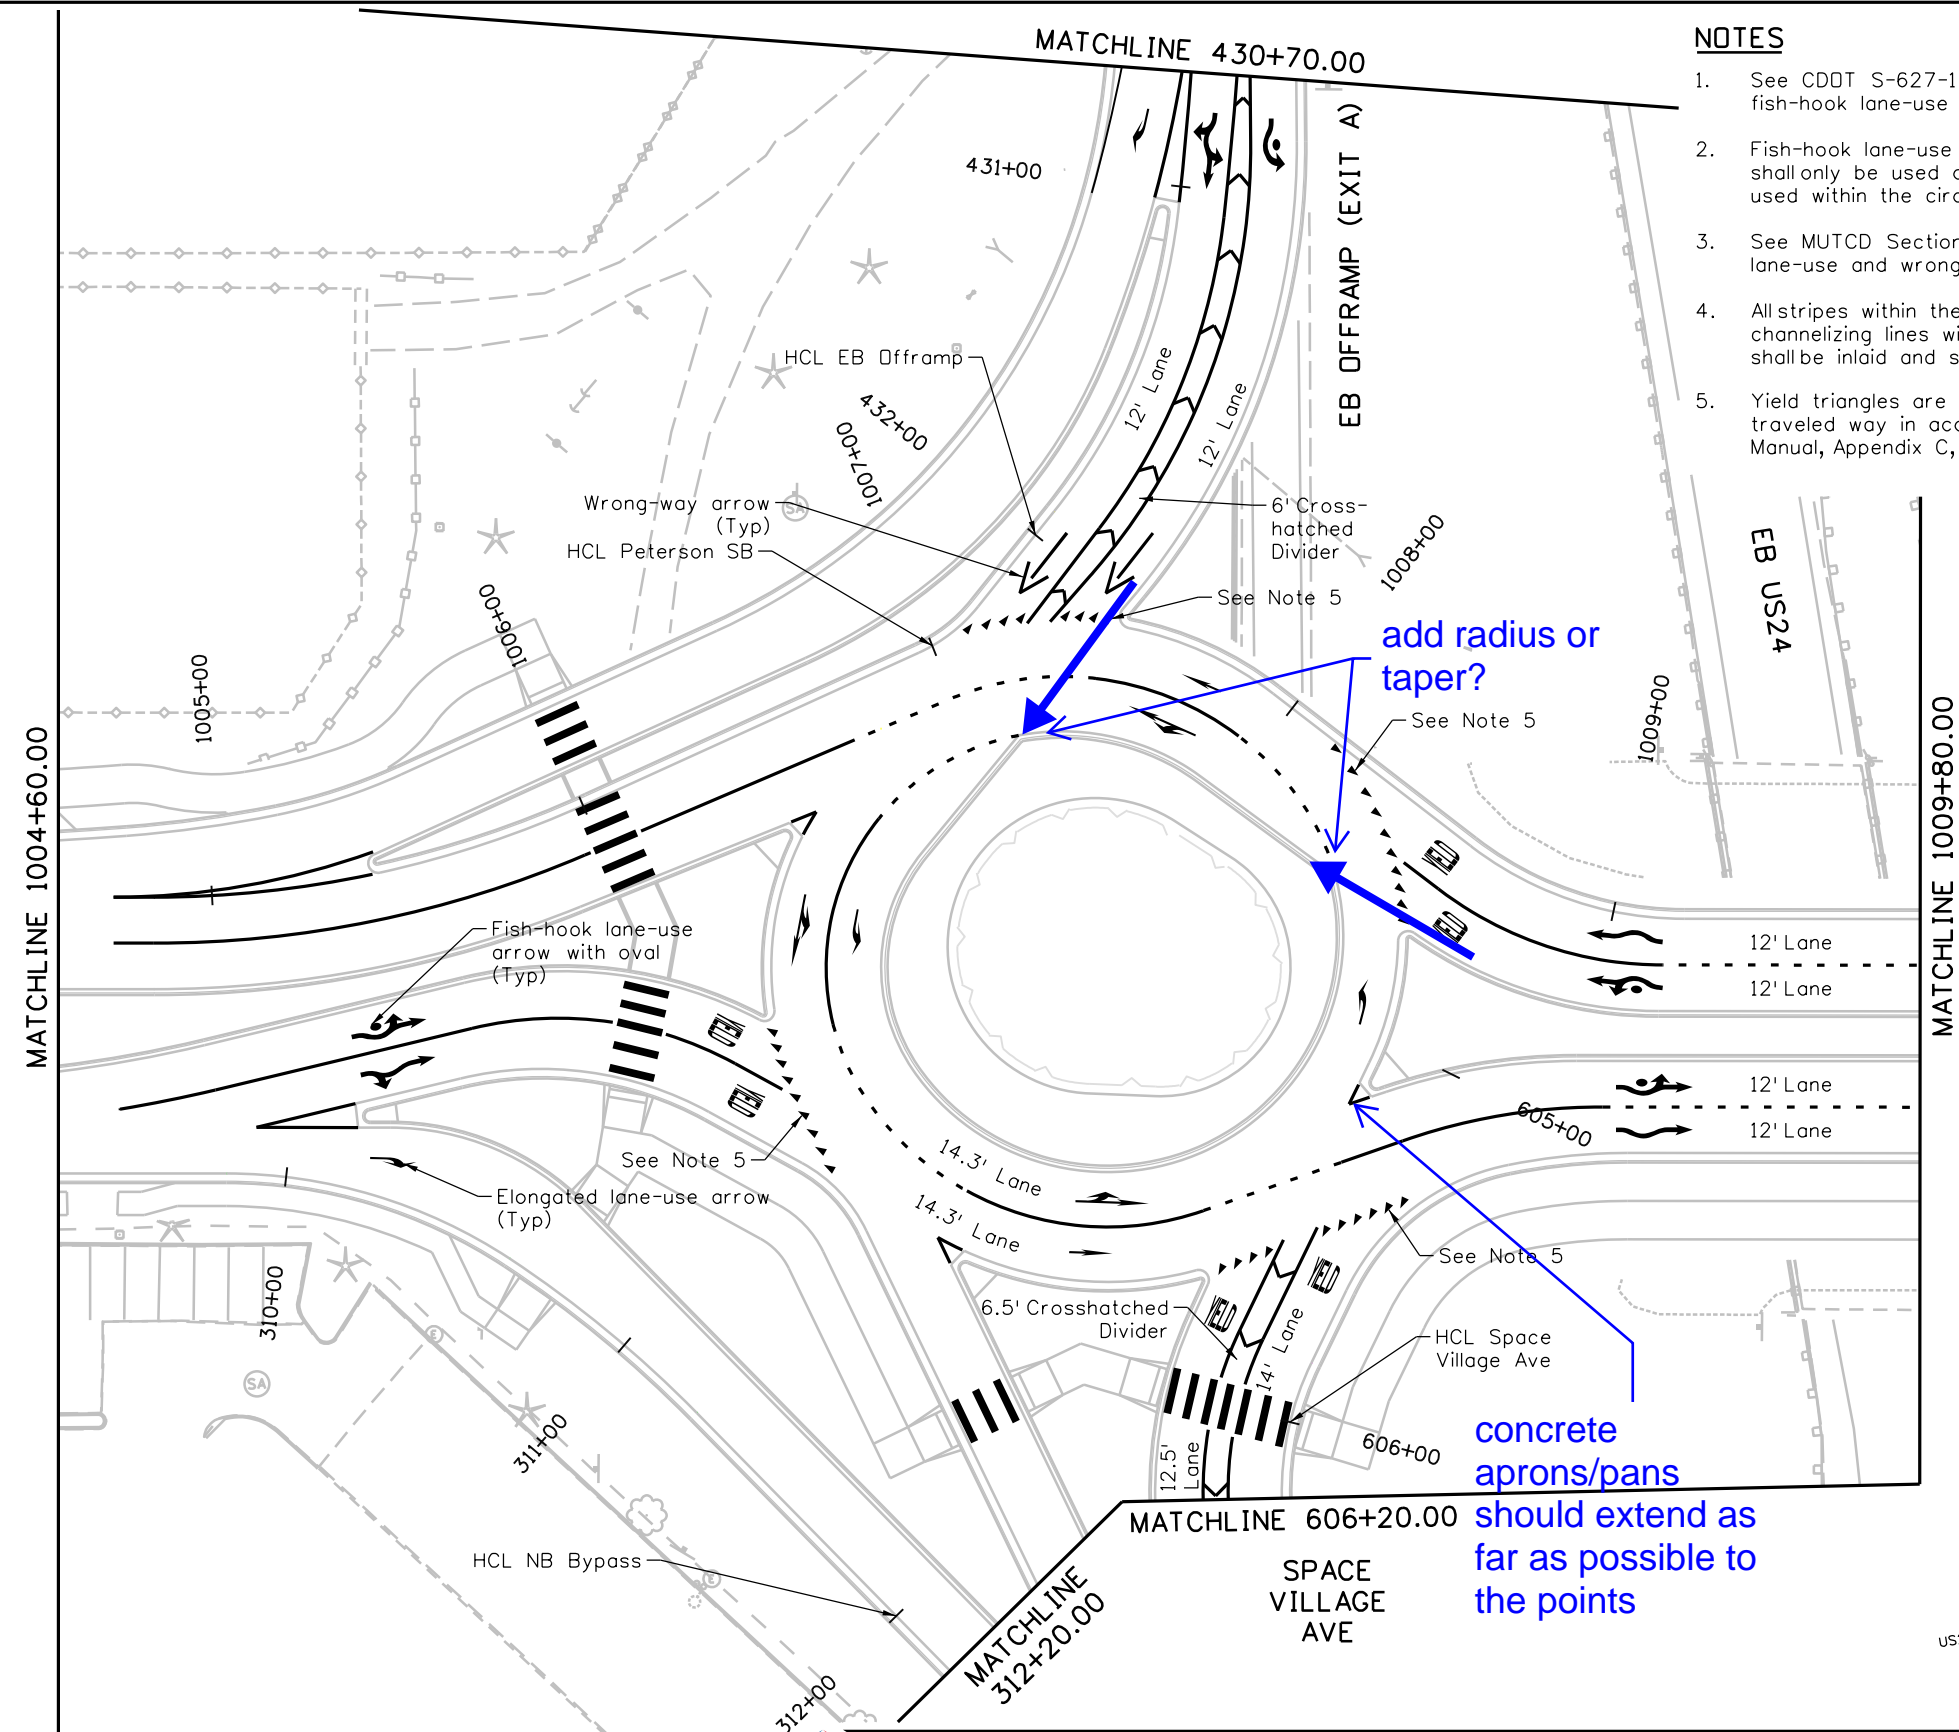 MATCHLINE 430+70.00
NOTES
1. See CDOT S-627-1
fish-hook lane-use
2. Fish-hook lane-use
shall only be used
used within the
3. See MUTCD
lane-use and
4. All stripes within the
channelizing lines
shall be inlaid and
5. Yield triangles are
traveled way in
Manual, Appendix C,
431+00
EB OFFRAMP (EXIT A)
HCL EB Offramp
12' Lane
12' Lane
432+00
1007+00
Wrong-way arrow
(Typ)
HCL Peterson SB
SA
6' Cross-
hatched
Divider
1008+00
EB US24
See Note 5
add radius or
taper?
1006+00
1005+00
See Note 5
1009+00
MATCHLINE 1004+60.00
MATCHLINE 1009+80.00
YIELD
YIELD
Fish-hook lane-use
arrow with oval
(Typ)
12' Lane
12' Lane
YIELD
YIELD
12' Lane
12' Lane
605+00
See Note 5
Elongated lane-use arrow
(Typ)
14.3' Lane
14.3' Lane
See Note 5
YIELD
YIELD
6.5' Crosshatched
Divider
14' Lane
HCL Space
Village Ave
310+00
SA
311+00
12.5'
Lane
606+00
concrete
aprons/pans
should extend as
far as possible to
the points
MATCHLINE 606+20.00
SPACE
VILLAGE
AVE
HCL NB Bypass
MATCHLINE
312+20.00
312+00